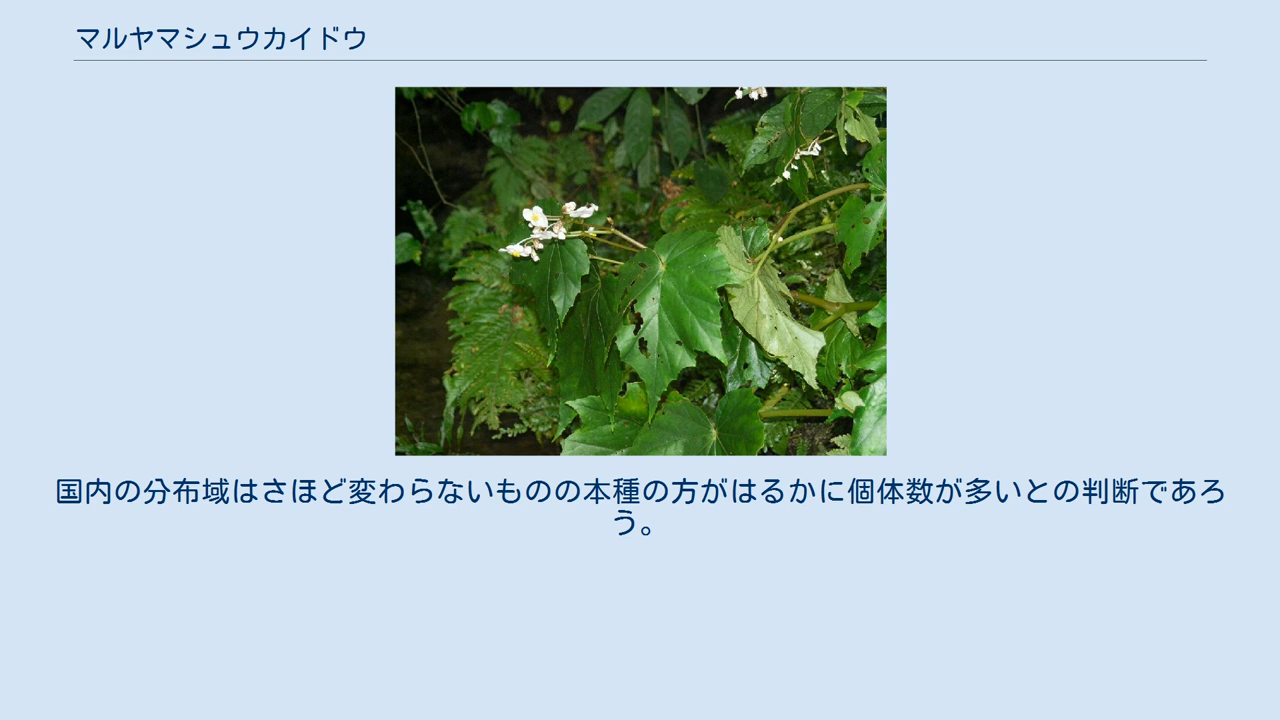 マルヤマシュウカイドウ
国内の分布域はさほど変わらないものの本種の方がはるかに個体数が多いとの判断であろ
う。